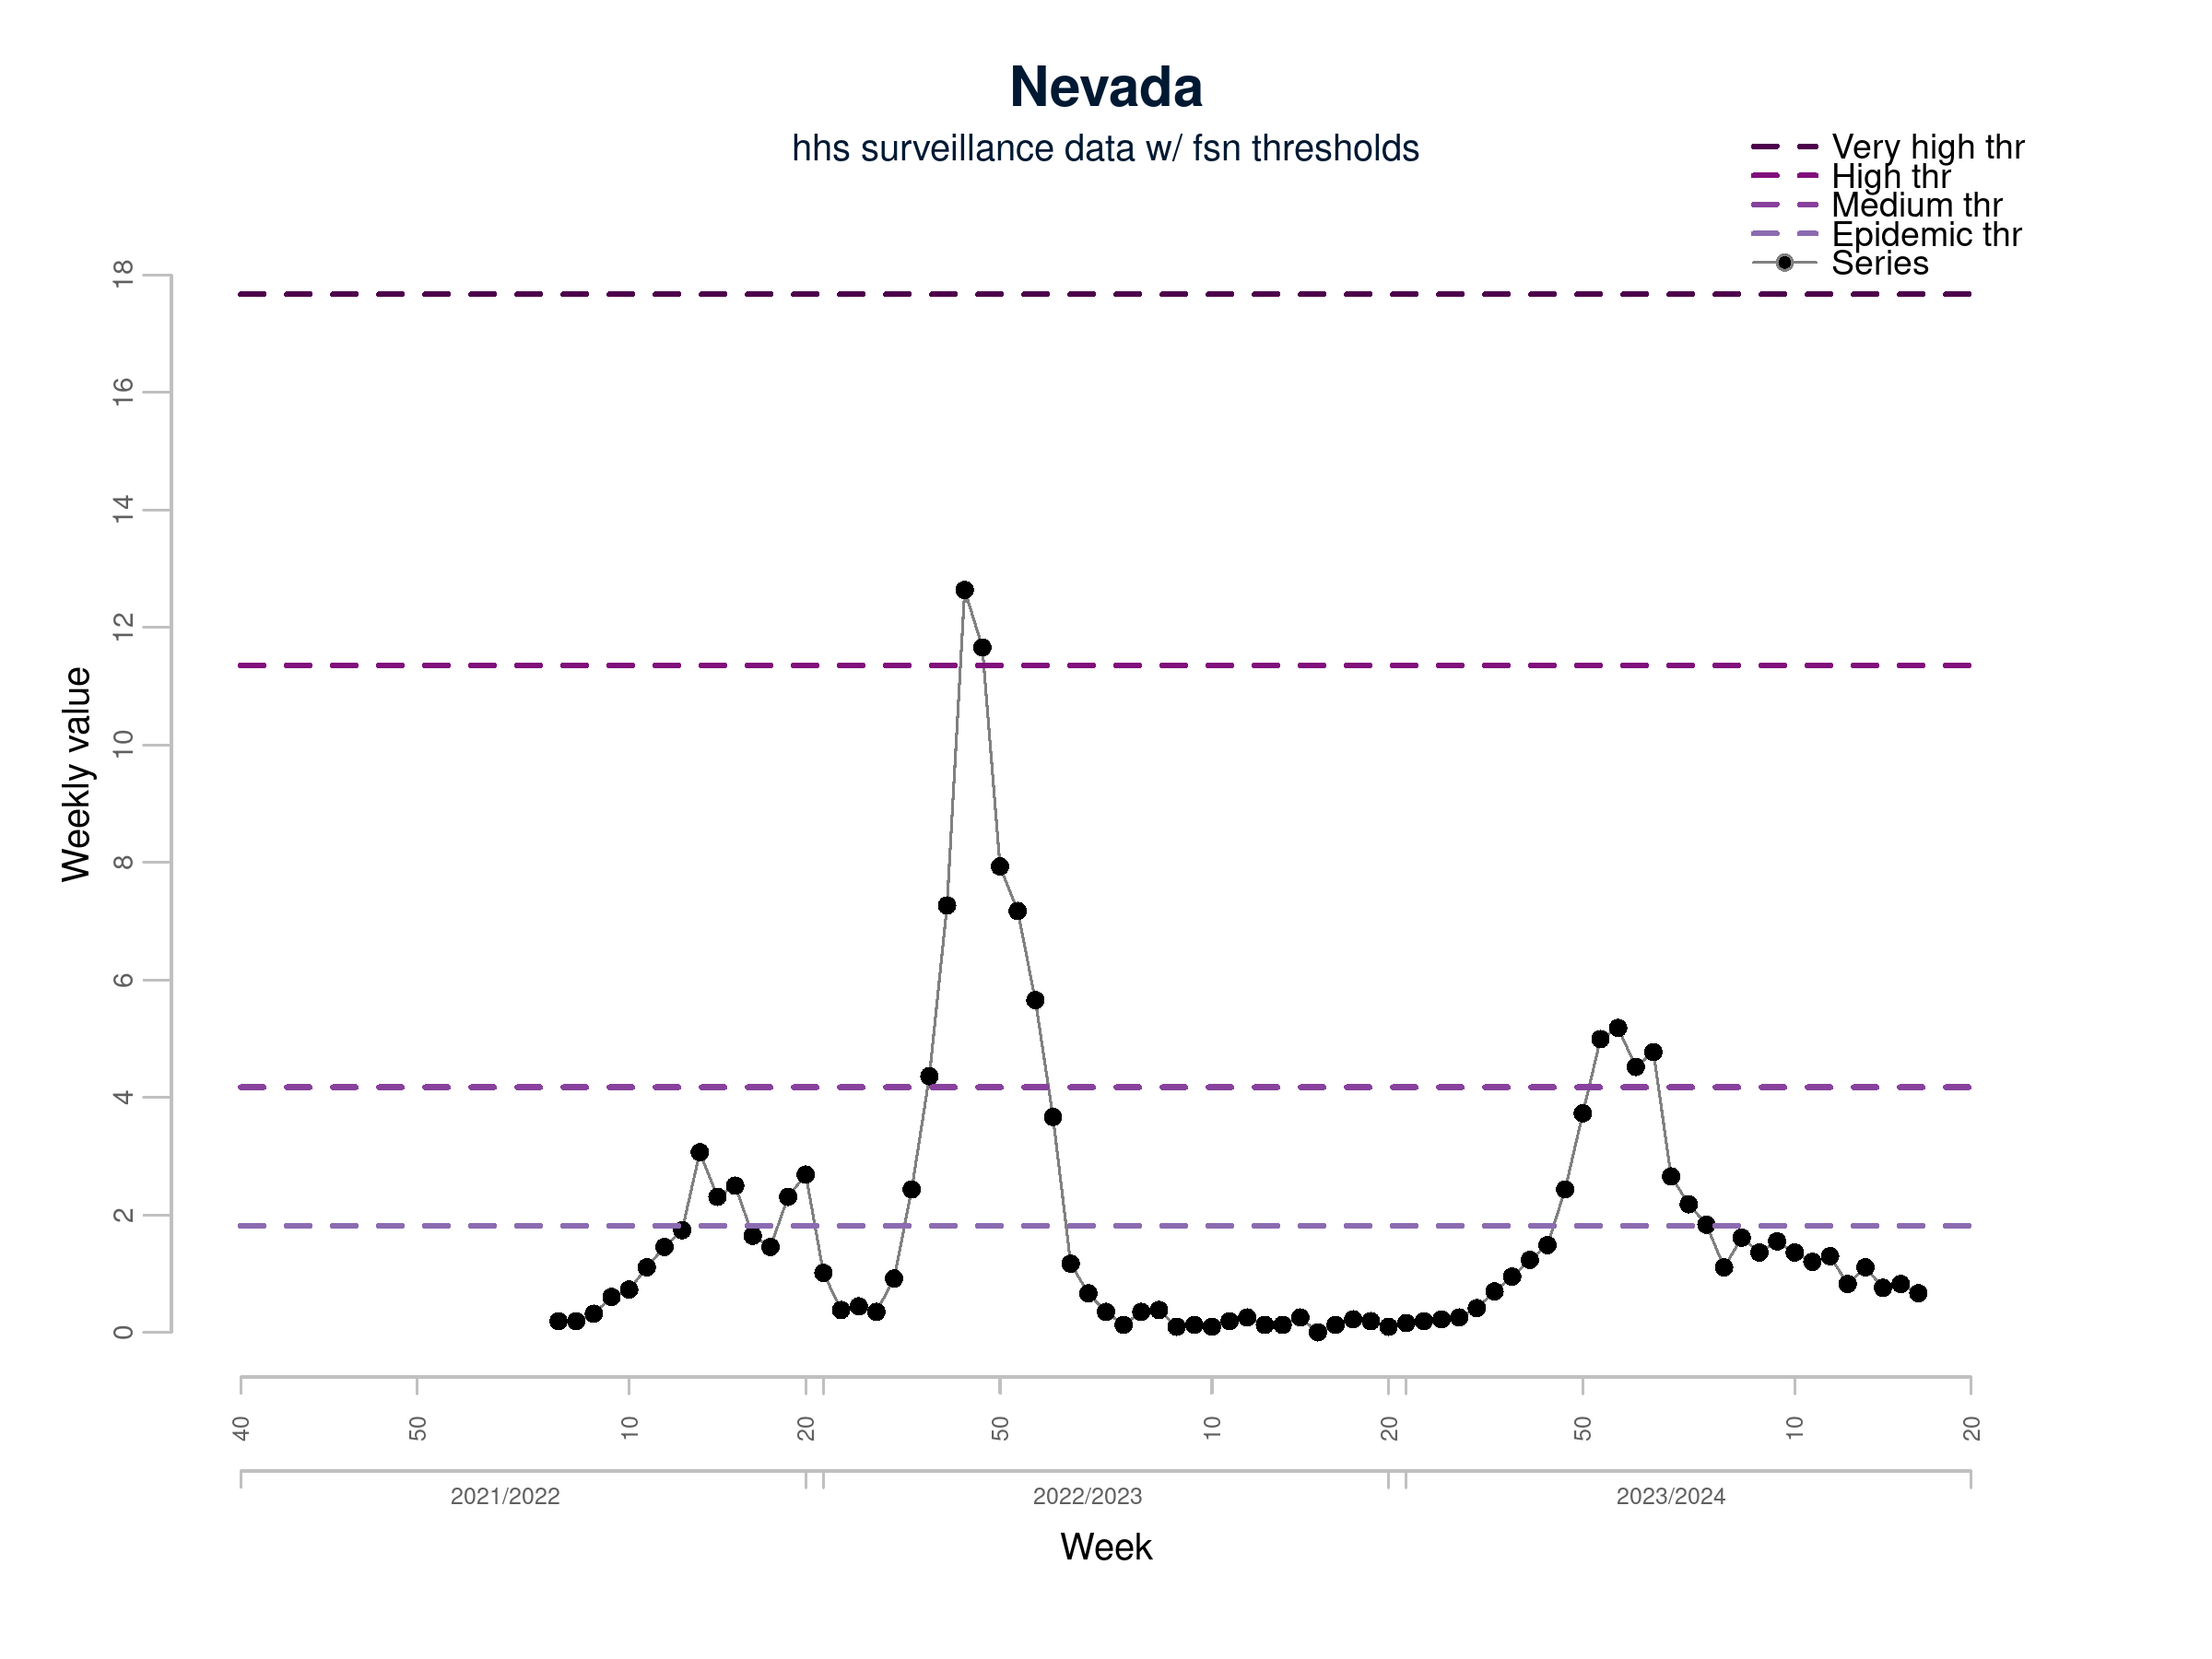 Nevada
hhs surveillance data w/ fsn thresholds
Very high thr
High thr
Medium thr
Epidemic thr
Series
18
16
14
12
10
8
6
4
2
0
Weekly value
40 50 10 20 50 10 20 50 10 20
2021/2022 2022/2023 2023/2024
Week